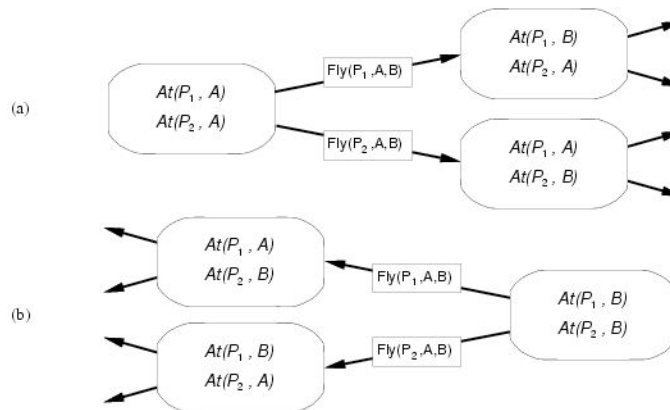 (a)
At(P₁ , A)
At(P₂ , A)
Fly(P₁,A,B)
Fly(P₂,A,B)
At(P₁ , B)
At(P₂ , A)
At(P₁ , A)
At(P₂ , B)
(b)
At(P₁ , A)
At(P₂ , B)
At(P₁ , B)
At(P₂ , A)
Fly(P₁,A,B)
Fly(P₂,A,B)
At(P₁ , B)
At(P₂ , B)